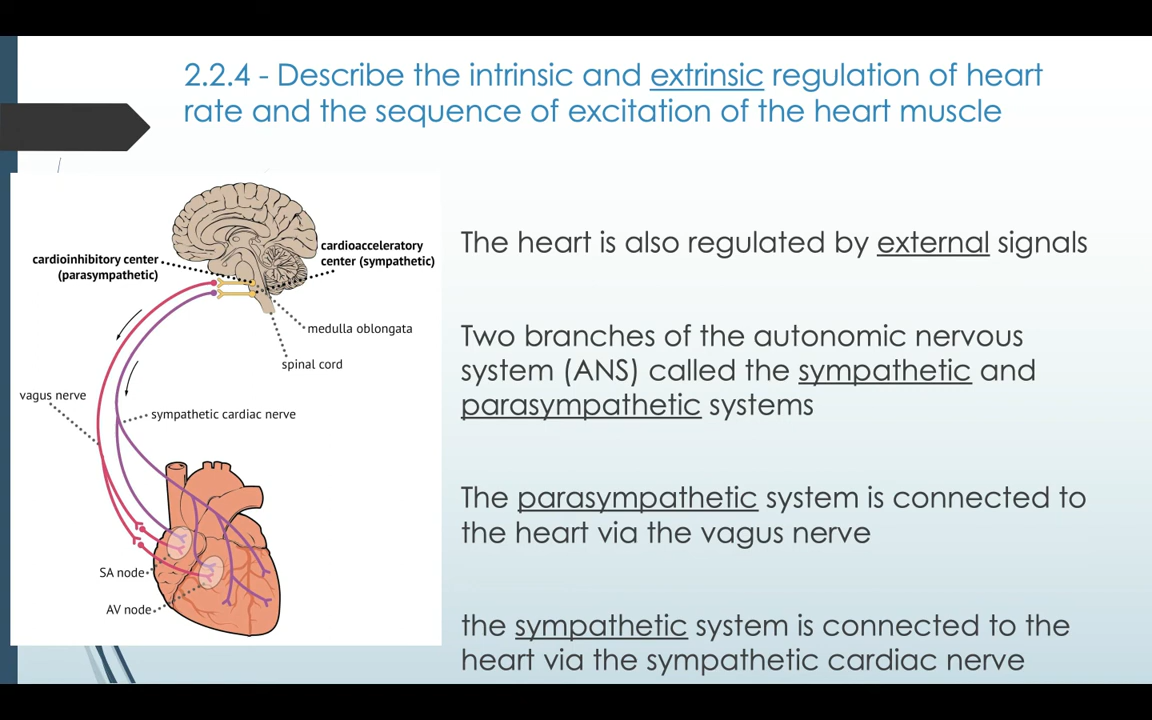 2.2.4 - Describe the intrinsic and extrinsic regulation of heart
rate and the sequence of excitation of the heart muscle
cardioinhibitory center
(parasympathetic)
cardioacceleratory
center (sympathetic)
medulla oblongata
spinal cord
vagus nerve
sympathetic cardiac nerve
SA node
AV node
The heart is also regulated by external signals
Two branches of the autonomic nervous
system (ANS) called the sympathetic and
parasympathetic systems
The parasympathetic system is connected to
the heart via the vagus nerve
the sympathetic system is connected to the
heart via the sympathetic cardiac nerve